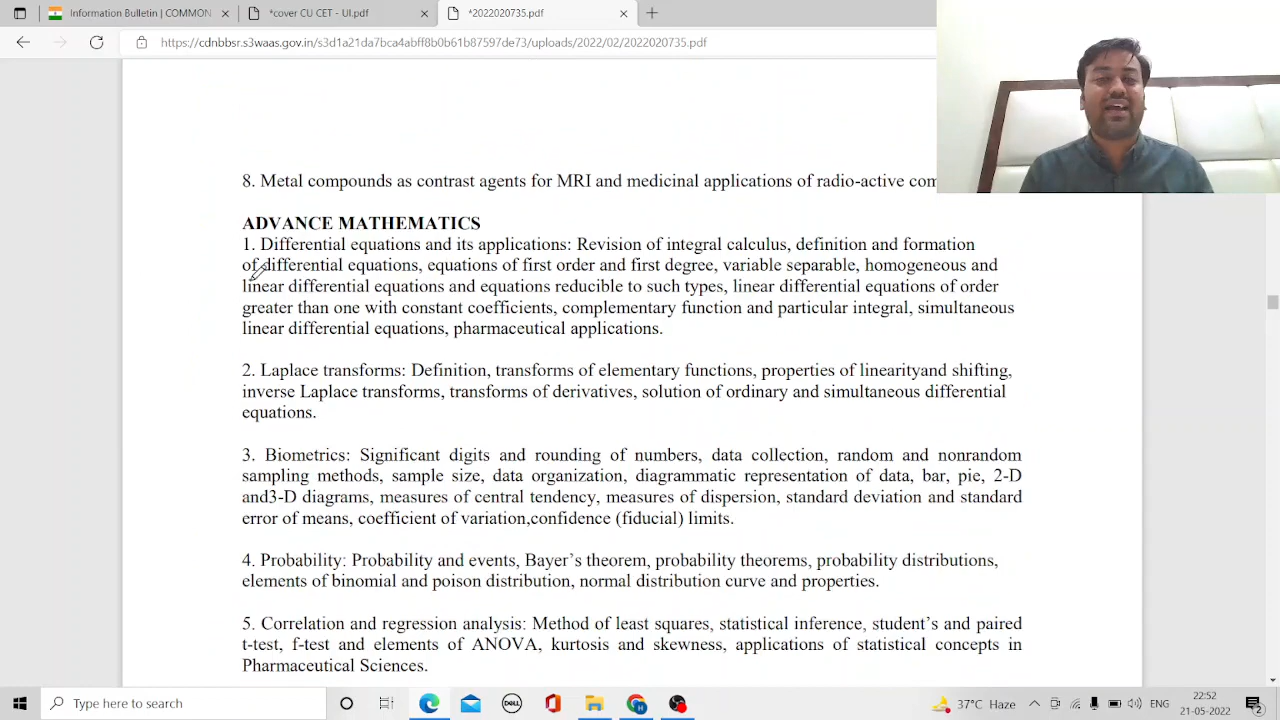 Information Bulletin | COMMON
*cover CU CET - UI.pdf
*2022020735.pdf
https://cdnbbsr.s3waas.gov.in/s3d1a21da7bca4abff8b0b61b87597de73/uploads/2022/02/2022020735.pdf
8. Metal compounds as contrast agents for MRI and medicinal applications of radio-active com
ADVANCE MATHEMATICS
1. Differential equations and its applications: Revision of integral calculus, definition and formation
of differential equations, equations of first order and first degree, variable separable, homogeneous and
linear differential equations and equations reducible to such types, linear differential equations of order
greater than one with constant coefficients, complementary function and particular integral, simultaneous
linear differential equations, pharmaceutical applications.
2. Laplace transforms: Definition, transforms of elementary functions, properties of linearityand shifting,
inverse Laplace transforms, transforms of derivatives, solution of ordinary and simultaneous differential
equations.
3. Biometrics: Significant digits and rounding of numbers, data collection, random and nonrandom
sampling methods, sample size, data organization, diagrammatic representation of data, bar, pie, 2-D
and3-D diagrams, measures of central tendency, measures of dispersion, standard deviation and standard
error of means, coefficient of variation,confidence (fiducial) limits.
4. Probability: Probability and events, Bayer’s theorem, probability theorems, probability distributions,
elements of binomial and poison distribution, normal distribution curve and properties.
5. Correlation and regression analysis: Method of least squares, statistical inference, student’s and paired
t-test, f-test and elements of ANOVA, kurtosis and skewness, applications of statistical concepts in
Pharmaceutical Sciences.
Type here to search
DELL
H
37°C Haze
ENG
22:52
21-05-2022
2